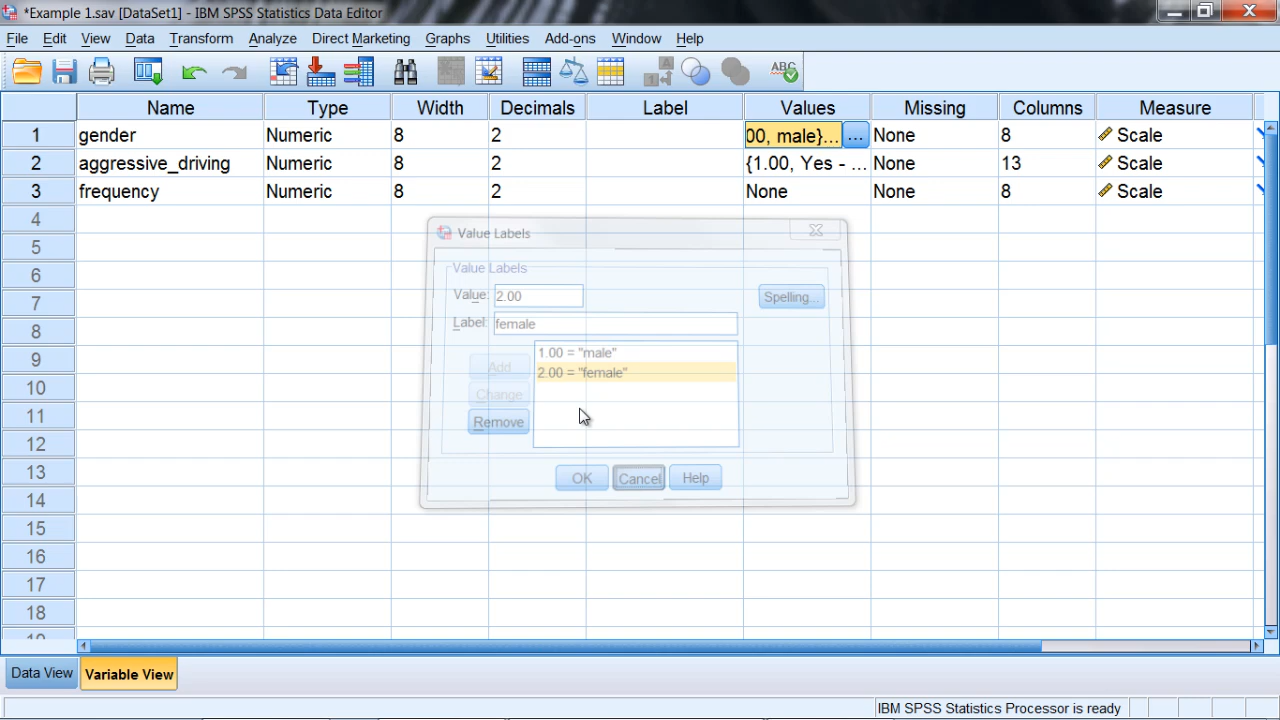 *Example 1.sav [DataSet1] - IBM SPSS Statistics Data Editor
File Edit View Data Transform Analyze Direct Marketing Graphs Utilities Add-ons Window Help
Name Type Width Decimals Label Values Missing Columns Measure
1 gender Numeric 8 2 00, male}... ... None 8 Scale
2 aggressive_driving Numeric 8 2 {1.00, Yes - ... None 13 Scale
3 frequency Numeric 8 2 None None 8 Scale
4
5
6
7
8
9
10
11
12
13
14
15
16
17
18
Value Labels
Value Labels
Value: 2.00 Spelling...
Label: female
1.00 = "male"
Add 2.00 = "female"
Change
Remove
OK Cancel Help
Data View Variable View
IBM SPSS Statistics Processor is ready